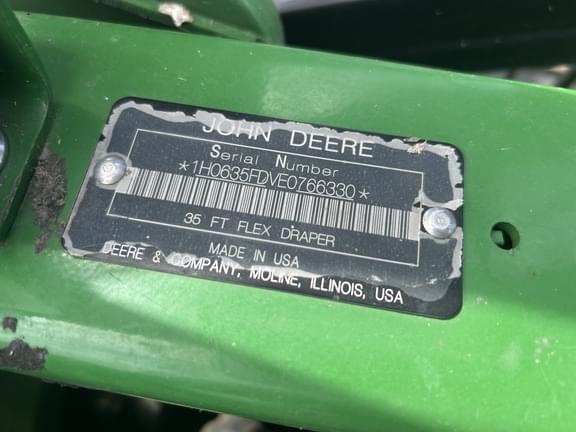 JOHN DEERE
Serial Number
*1H0635FDVE0766330*
35 FT FLEX DRAPER
MADE IN USA
DEERE & COMPANY, MOLINE, ILLINOIS, USA